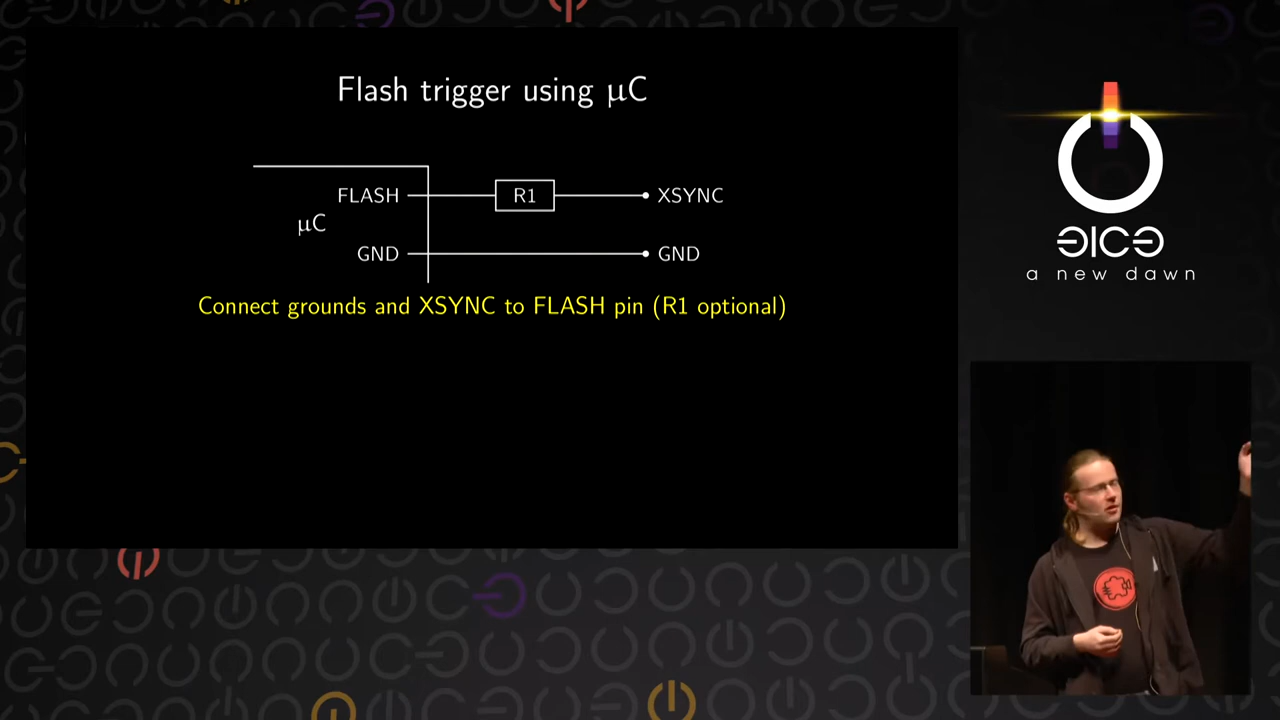 Flash trigger using µC
FLASH
R1
XSYNC
µC
GND
GND
Connect grounds and XSYNC to FLASH pin (R1 optional)
a new dawn